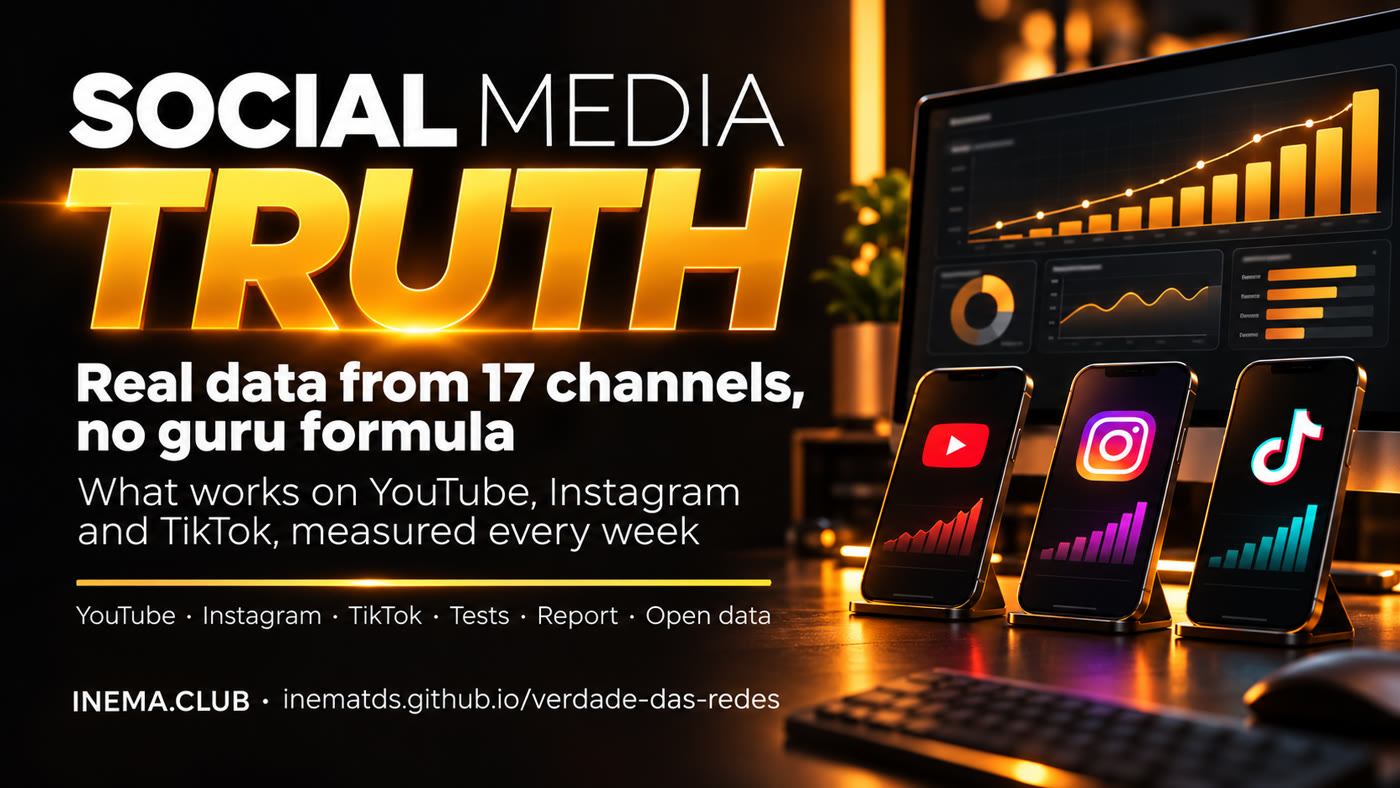 SOCIAL MEDIA
TRUTH
Real data from 17 channels,
no guru formula
What works on YouTube, Instagram
and TikTok, measured every week
YouTube · Instagram · TikTok · Tests · Report · Open data
INEMA.CLUB · inematds.github.io/verdade-das-redes